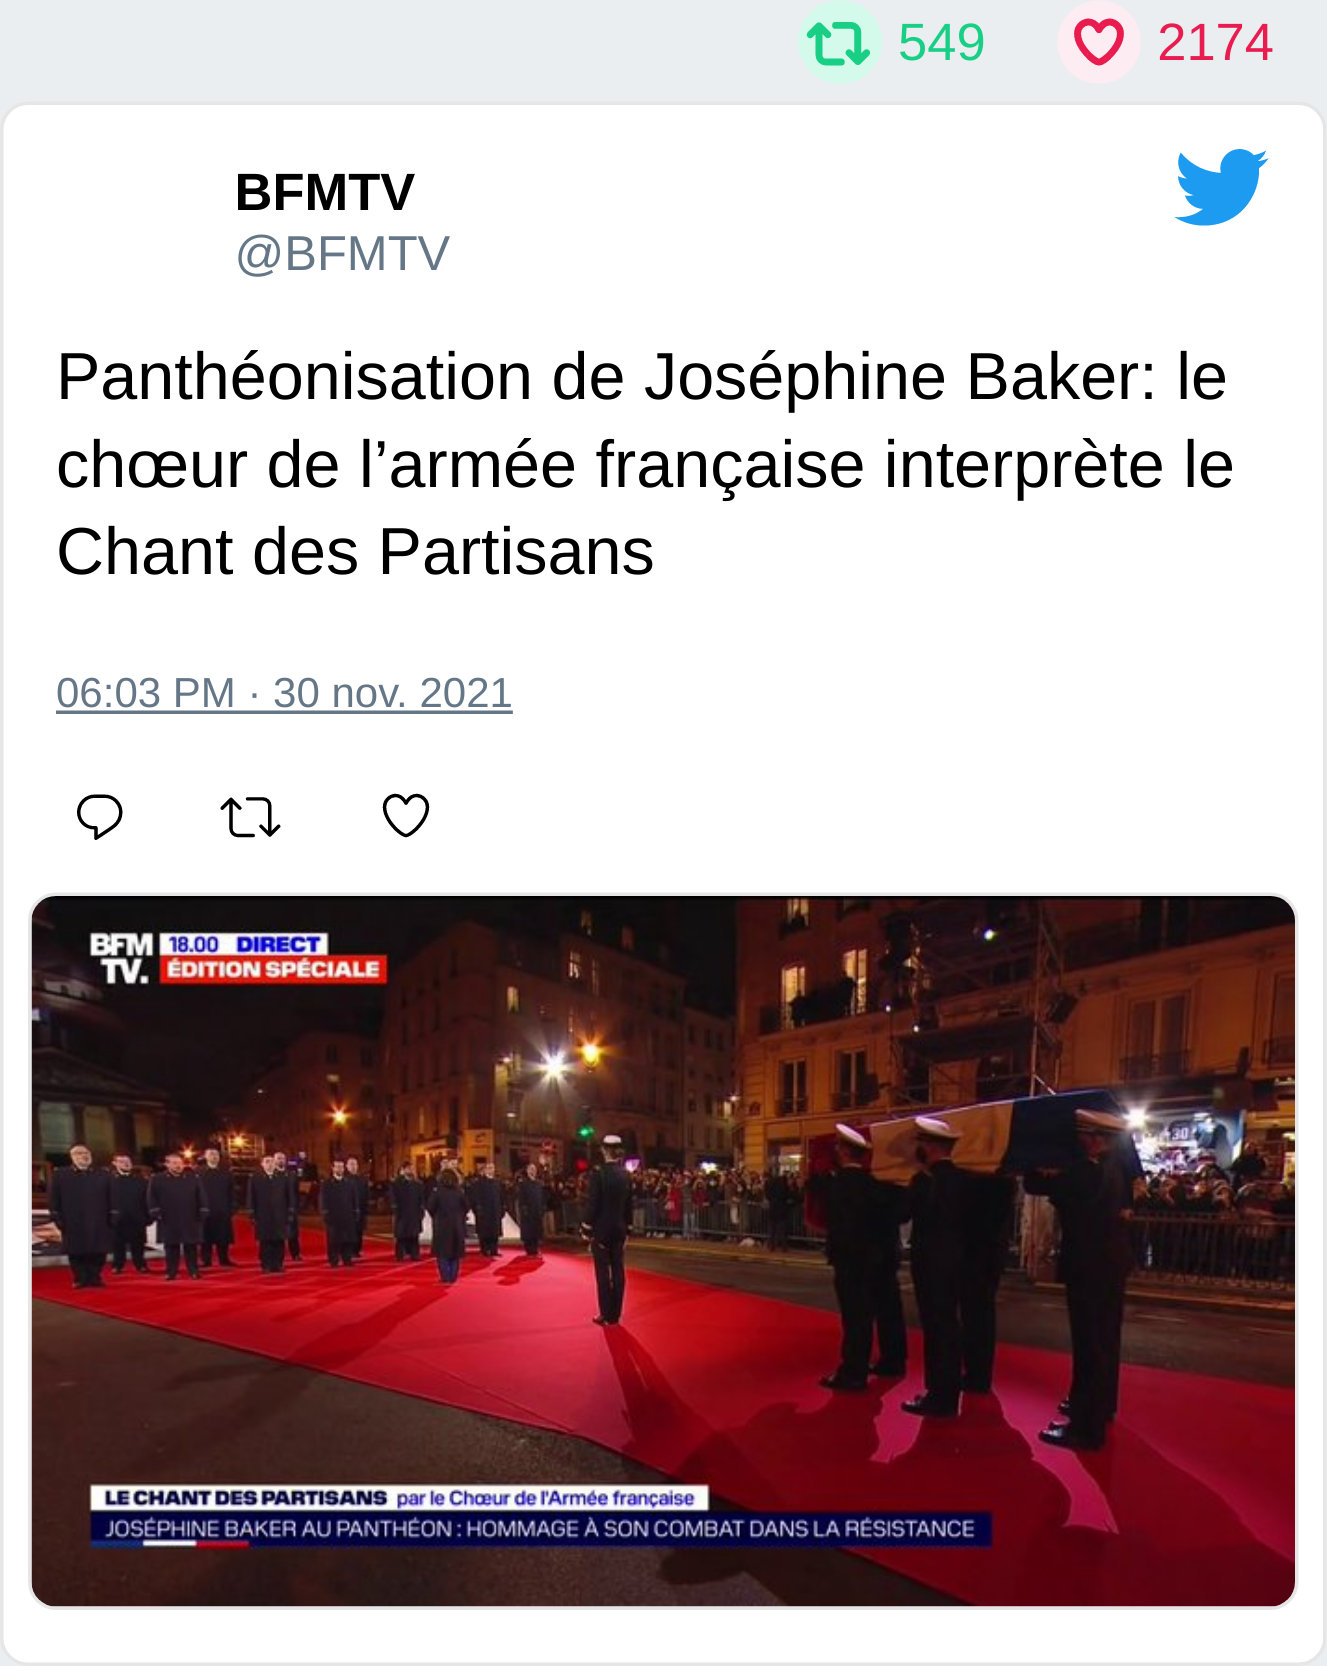 549 2174
BFMTV
@BFMTV
Panthéonisation de Joséphine Baker: le
chœur de l’armée française interprète le
Chant des Partisans
06:03 PM · 30 nov. 2021
BFM 18.00 DIRECT
TV. ÉDITION SPÉCIALE
30
LE CHANT DES PARTISANS par le Chœur de l'Armée française
JOSÉPHINE BAKER AU PANTHÉON : HOMMAGE À SON COMBAT DANS LA RÉSISTANCE